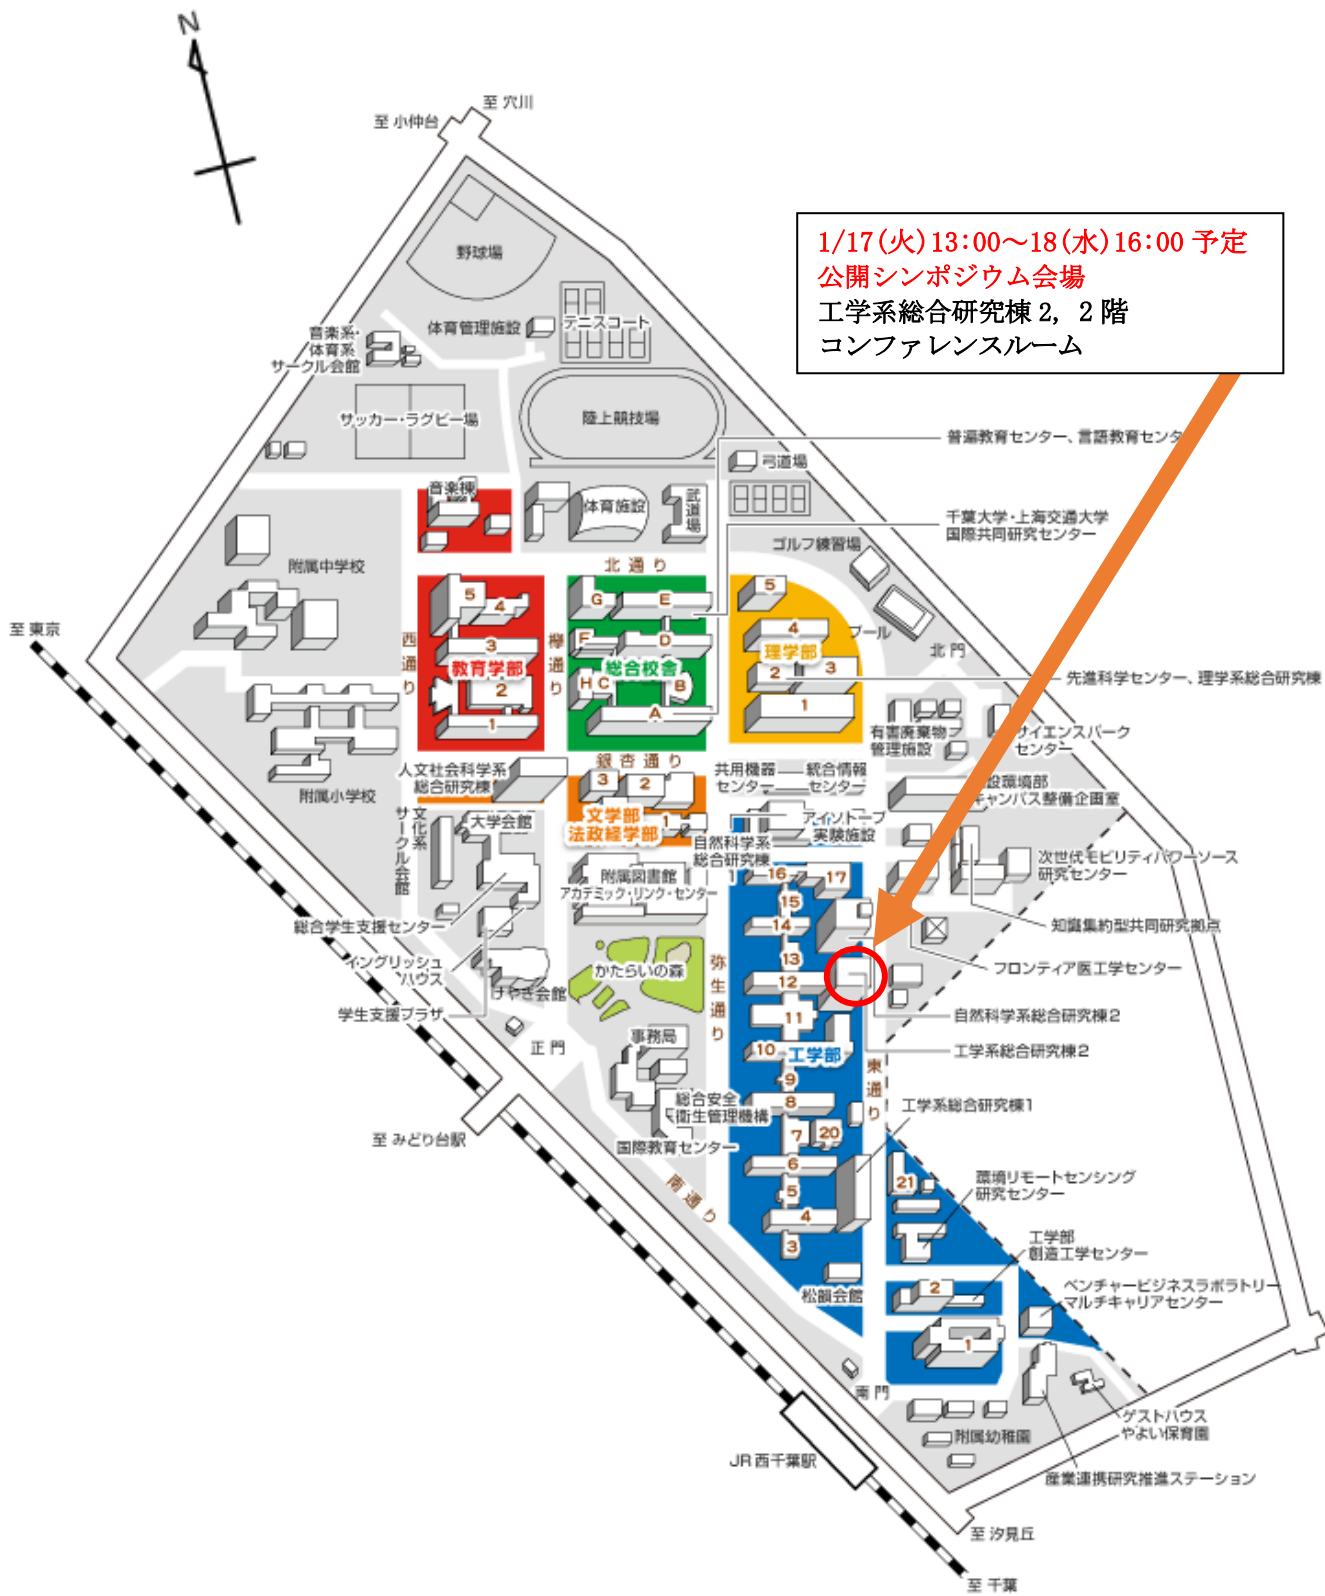 N
至 穴川
至 小仲台
野球場
1/17(火)13:00～18(水)16:00 予定
公開シンポジウム会場
工学系総合研究棟 2, 2 階
コンファレンスルーム
音楽系・
体育系
サークル会館
体育管理施設
テニスコート
サッカー・ラグビー場
陸上競技場
普遍教育センター、言語教育センタ
弓道場
音楽棟
体育施設
武道場
千葉大学・上海交通大学
国際共同研究センター
ゴルフ練習場
北通り
附属中学校
5
4
3
教育学部
2
1
G
E
F
D
総合校舎
H
C
B
A
5
4
理学部
2
3
1
プール
北門
至 東京
西通り
欅通り
先進科学センター、理学系総合研究棟
有害廃棄物
管理施設
サイエンスパーク
センター
銀杏通り
人文社会科学系
総合研究棟
共用機器
センター
統合情報
センター
附属小学校
3
2
1
文学部
法政経学部
設環境部
キャンパス整備企画室
文化系
サークル会館
大学会館
アイソトープ
実験施設
自然科学系
総合研究棟
1
次世代モビリティパワーソース
研究センター
附属図書館
アカデミック・リンク・センター
16
17
15
14
13
12
11
10
工学部
9
8
7
20
6
5
4
3
総合学生支援センター
知識集約型共同研究拠点
イングリッシュ
ハウス
かたらいの森
弥生通り
フロンティア医工学センター
けやき会館
学生支援プラザ
自然科学系総合研究棟2
正門
事務局
工学系総合研究棟2
東通り
総合安全
衛生管理機構
工学系総合研究棟1
至 みどり台駅
国際教育センター
21
環境リモートセンシング
研究センター
南通り
工学部
創造工学センター
松韻会館
2
ベンチャービジネスラボラトリー
マルチキャリアセンター
1
南門
ゲストハウス
やよい保育園
附属幼稚園
JR西千葉駅
産業連携研究推進ステーション
至 汐見丘
至 千葉